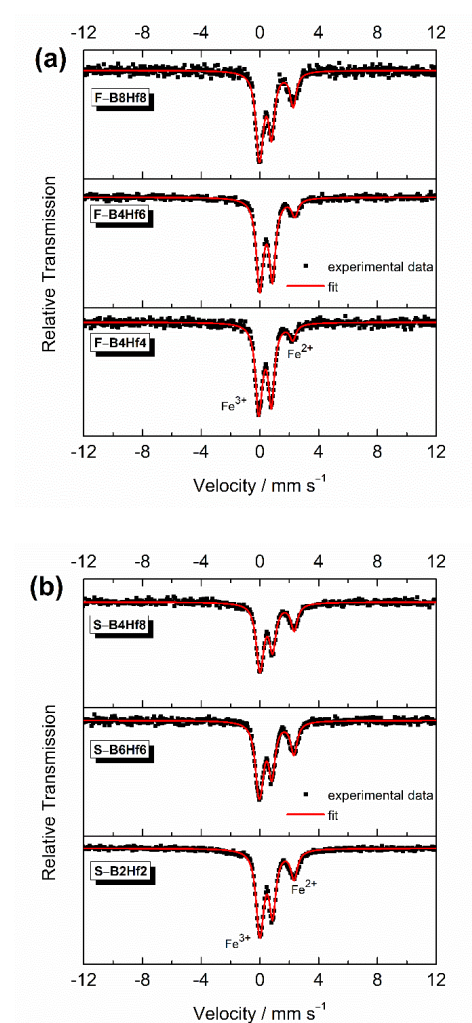 -12 -8 -4 0 4 8 12
(a)
F–B8Hf8
F–B4Hf6
experimental data
fit
F–B4Hf4
Fe2+
Fe3+
Relative Transmission
-12 -8 -4 0 4 8 12
Velocity / mm s−1
-12 -8 -4 0 4 8 12
(b)
S–B4Hf8
S–B6Hf6
experimental data
fit
S–B2Hf2
Fe2+
Fe3+
Relative Transmission
-12 -8 -4 0 4 8 12
Velocity / mm s−1